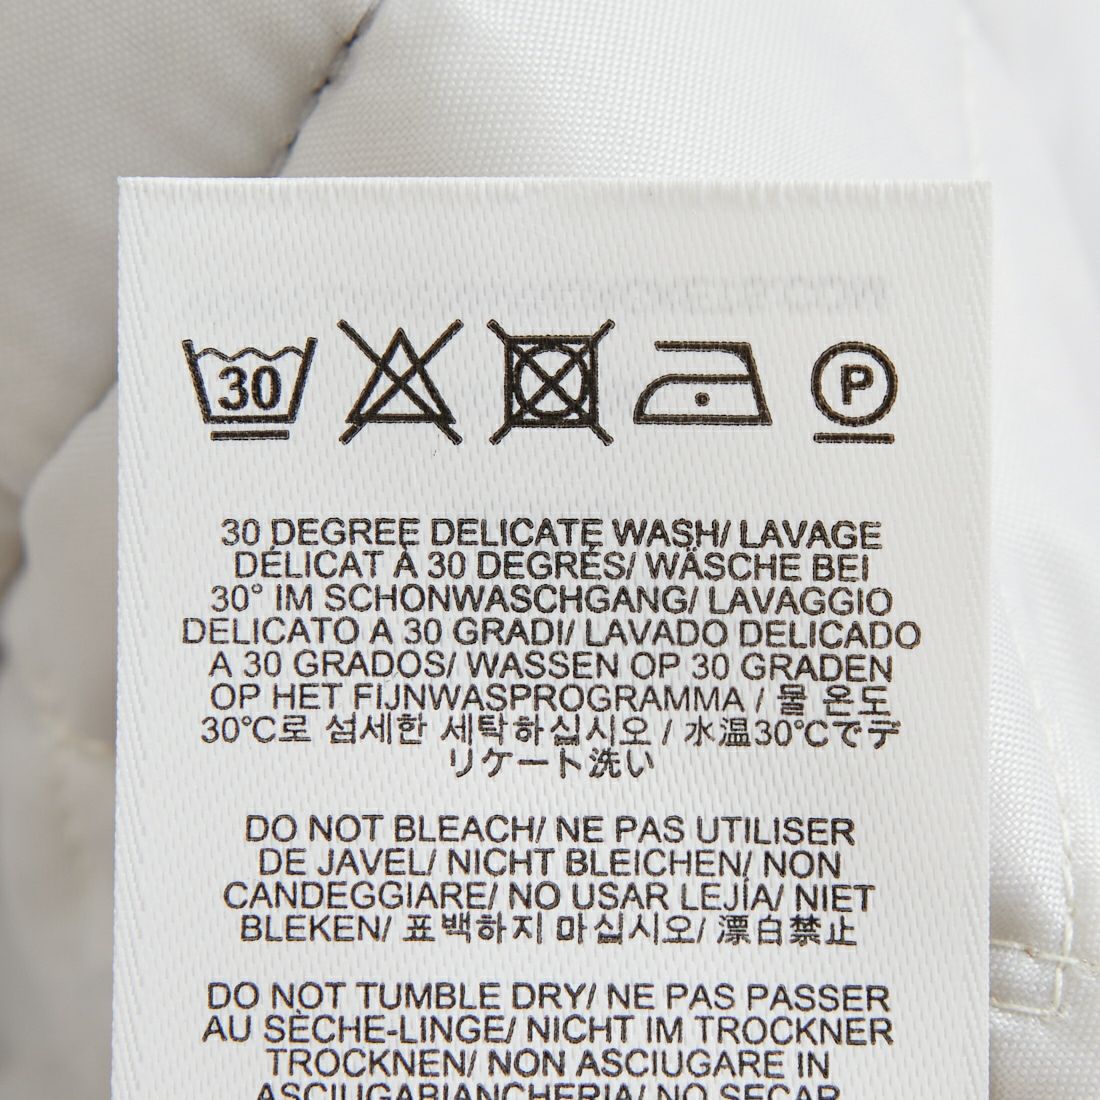 30
P
30 DEGREE DELICATE WASH/ LAVAGE
DÉLICAT À 30 DEGRÉS/ WÄSCHE BEI
30° IM SCHONWASCHGANG/ LAVAGGIO
DELICATO A 30 GRADI/ LAVADO DELICADO
A 30 GRADOS/ WASSEN OP 30 GRADEN
OP HET FIJNWASPROGRAMMA / 물 온도
30℃로 섬세한 세탁하십시오 / 水温30℃でデ
リケート洗い
DO NOT BLEACH/ NE PAS UTILISER
DE JAVEL/ NICHT BLEICHEN/ NON
CANDEGGIARE/ NO USAR LEJÍA/ NIET
BLEKEN/ 표백하지 마십시오/ 漂白禁止
DO NOT TUMBLE DRY/ NE PAS PASSER
AU SÈCHE-LINGE/ NICHT IM TROCKNER
TROCKNEN/ NON ASCIUGARE IN
ASCIUGABIANCHERIA/ NO SECAR